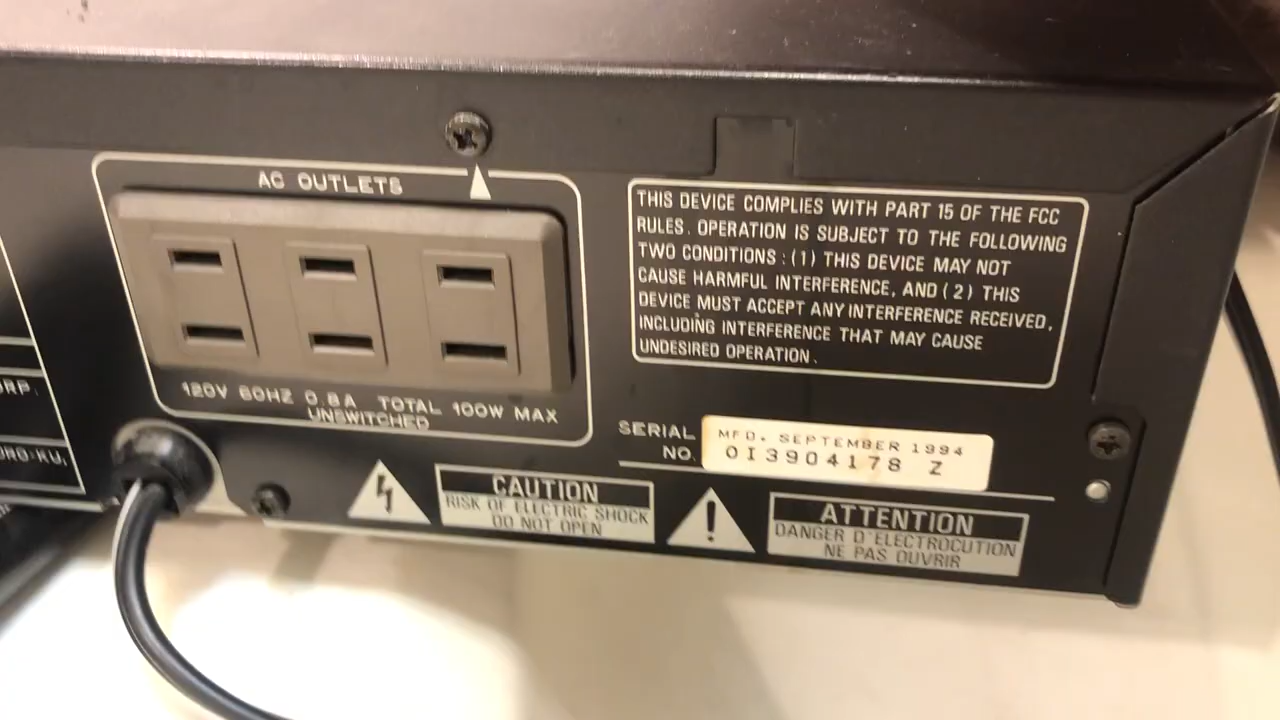 AC OUTLETS
120V 60HZ 0.8A TOTAL 100W MAX
UNSWITCHED
THIS DEVICE COMPLIES WITH PART 15 OF THE FCC
RULES. OPERATION IS SUBJECT TO THE FOLLOWING
TWO CONDITIONS : (1) THIS DEVICE MAY NOT
CAUSE HARMFUL INTERFERENCE, AND (2) THIS
DEVICE MUST ACCEPT ANY INTERFERENCE RECEIVED,
INCLUDING INTERFERENCE THAT MAY CAUSE
UNDESIRED OPERATION.
SERIAL
NO.
MFD. SEPTEMBER 1994
OI3904178 Z
CAUTION
RISK OF ELECTRIC SHOCK
DO NOT OPEN
ATTENTION
DANGER D'ELECTROCUTION
NE PAS OUVRIR